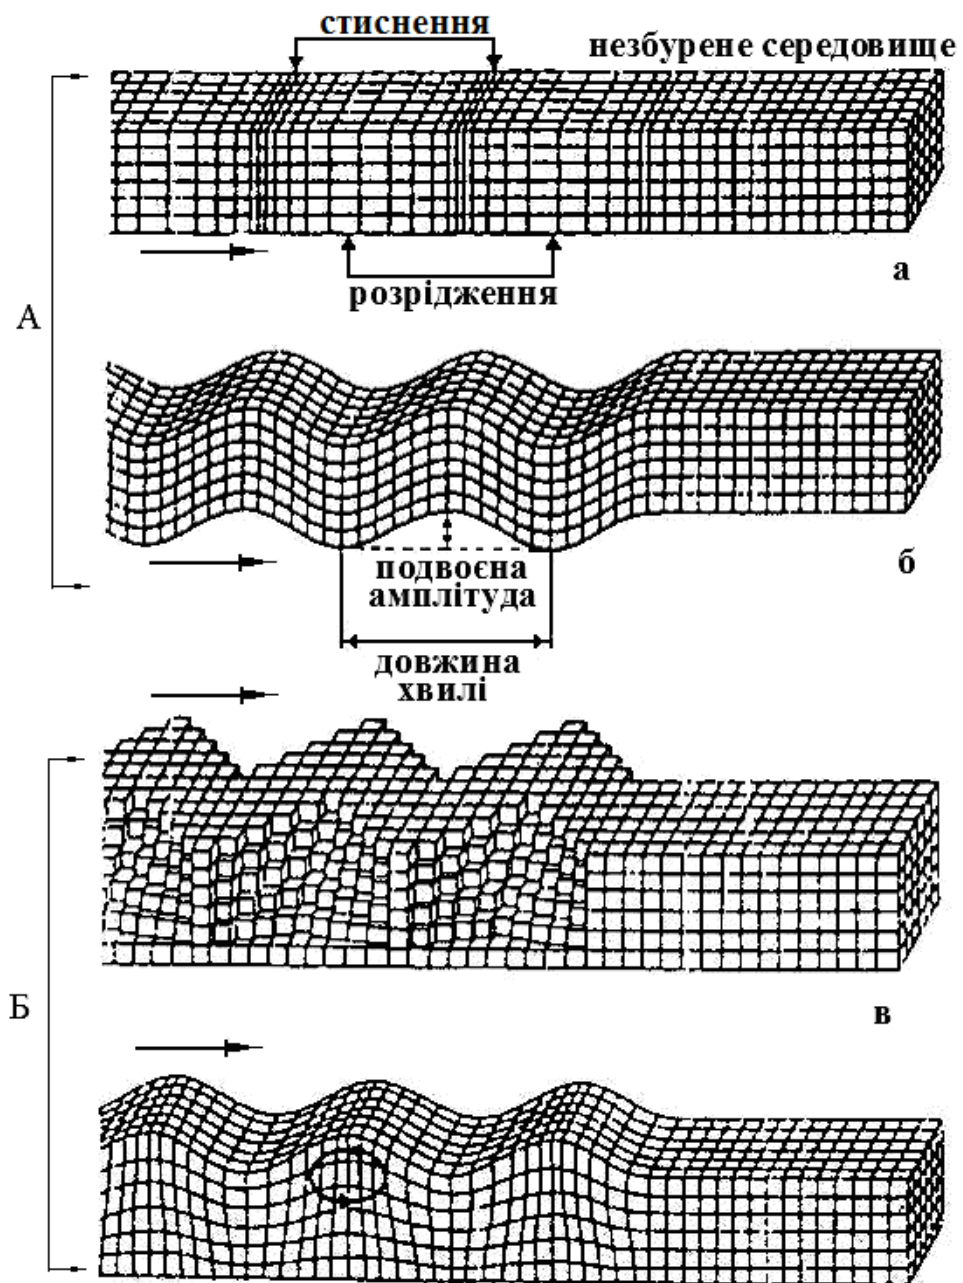 стиснення
незбурене середовище
а
розрідження
А
б
подвоєна
амплітуда
довжина
хвилі
Б
в